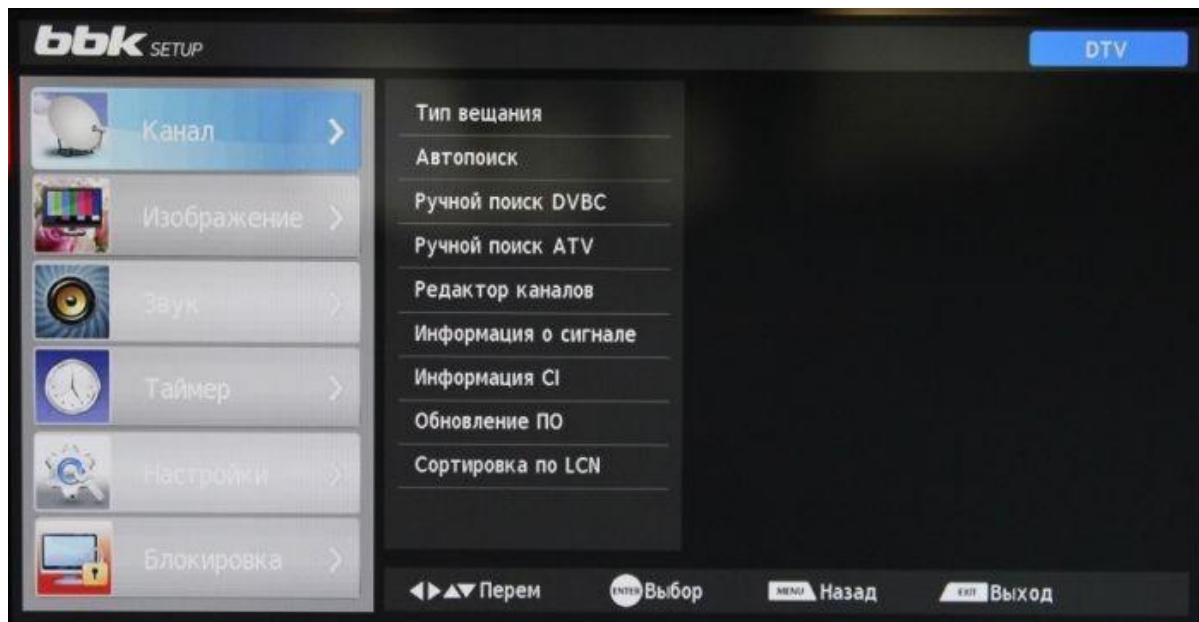 bbk SETUP
DTV
Канал
Изображение
Звук
Таймер
Настройки
Блокировка
Тип вещания
Автопоиск
Ручной поиск DVBC
Ручной поиск ATV
Редактор каналов
Информация о сигнале
Информация CI
Обновление ПО
Сортировка по LCN
Перем ENTER Выбор MENU Назад EXIT Выход